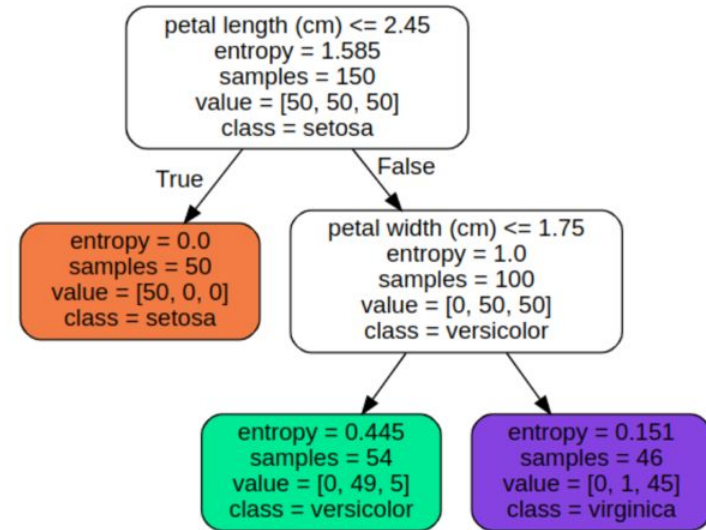 petal length (cm) <= 2.45
entropy = 1.585
samples = 150
value = [50, 50, 50]
class = setosa
True
False
entropy = 0.0
samples = 50
value = [50, 0, 0]
class = setosa
petal width (cm) <= 1.75
entropy = 1.0
samples = 100
value = [0, 50, 50]
class = versicolor
entropy = 0.445
samples = 54
value = [0, 49, 5]
class = versicolor
entropy = 0.151
samples = 46
value = [0, 1, 45]
class = virginica